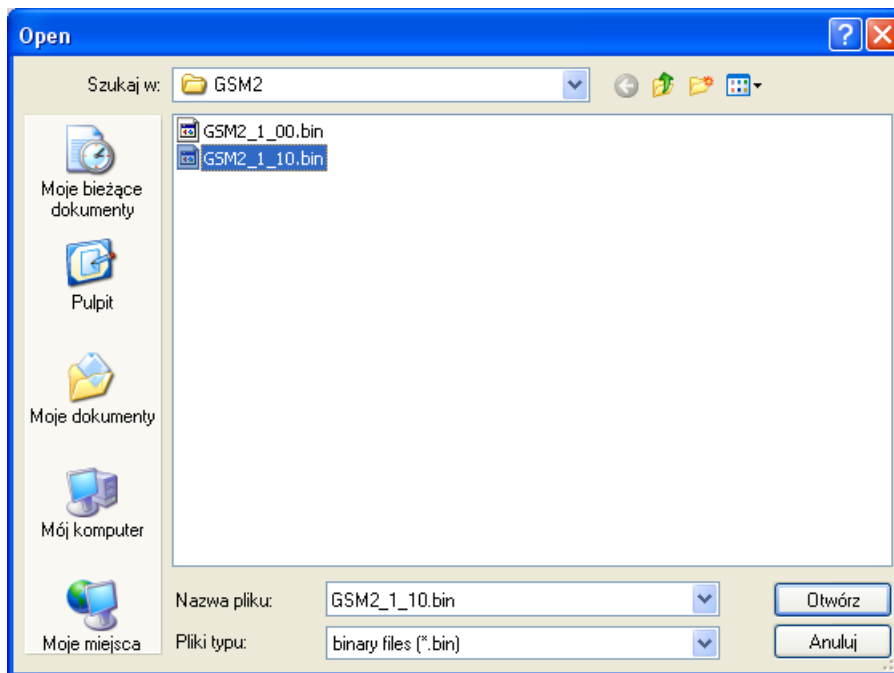 Open
Szukaj w:
GSM2
GSM2_1_00.bin
GSM2_1_10.bin
Moje bieżące
dokumenty
Pulpit
Moje dokumenty
Mój komputer
Moje miejsca
Nazwa pliku:
GSM2_1_10.bin
Otwórz
Pliki typu:
binary files (*.bin)
Anuluj